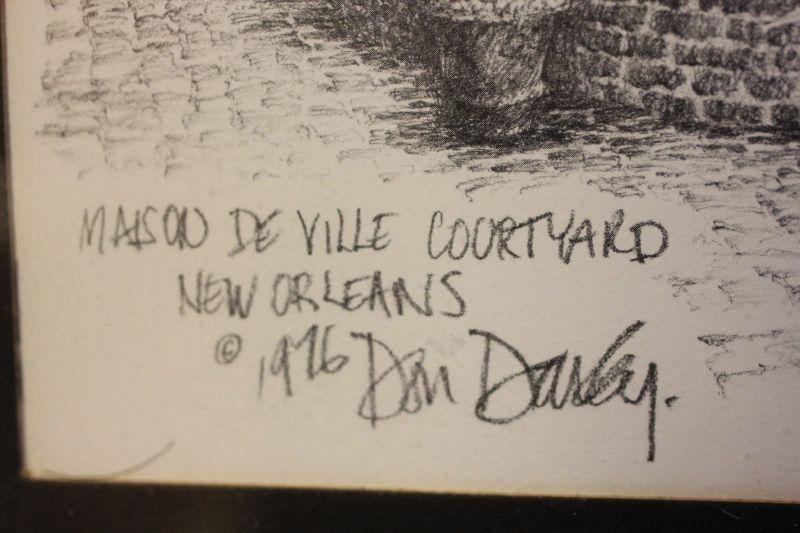 MAISON DE VILLE COURTYARD
NEW ORLEANS
© 1976 Don Davey.